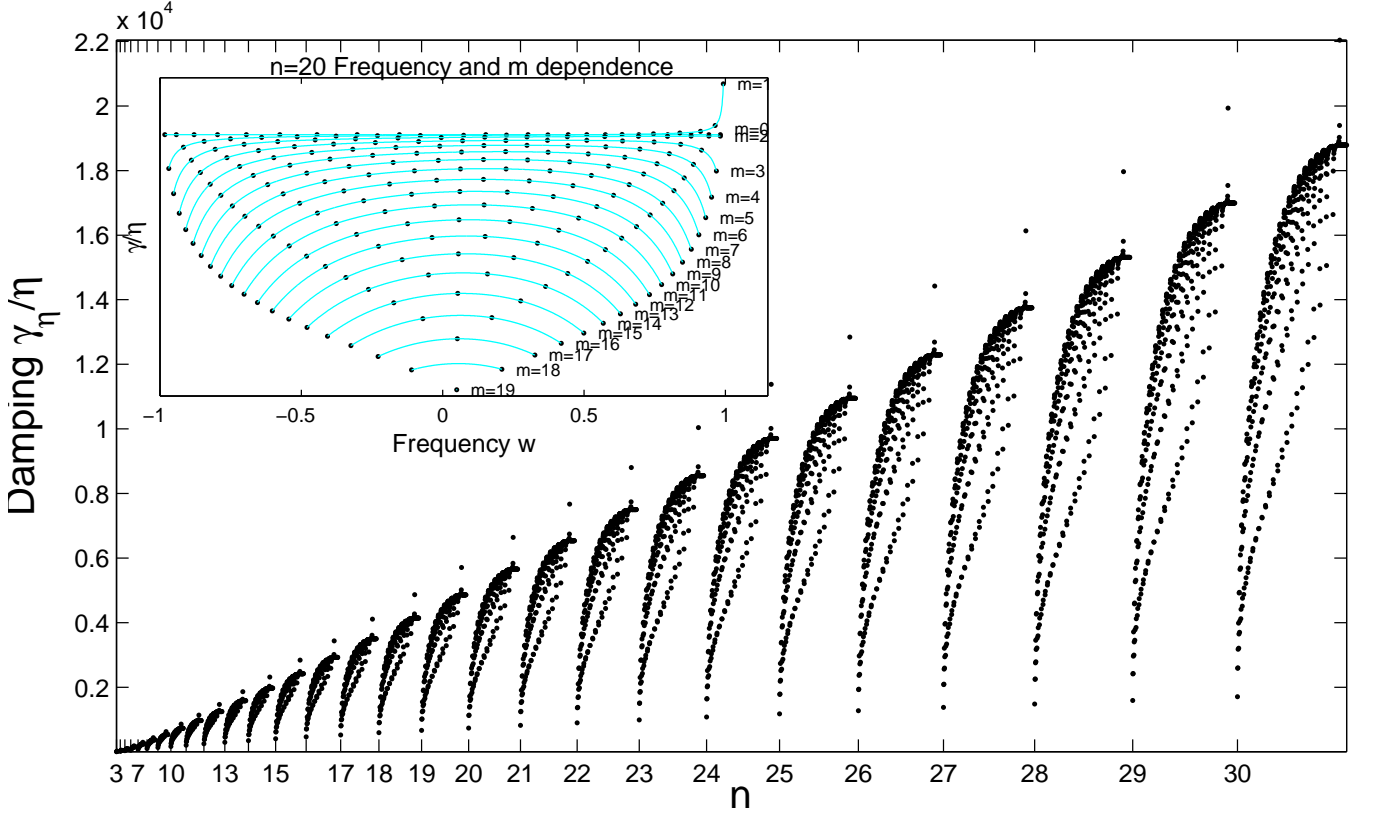 x 10⁴
2.2
2
1.8
1.6
1.4
1.2
1
0.8
0.6
0.4
0.2
Damping γη/η
n=20 Frequency and m dependence
m=1
m=0
m=2
m=3
m=4
m=5
m=6
m=7
m=8
m=9
m=10
m=11
m=12
m=13
m=14
m=15
m=16
m=17
m=18
m=19
γ/η
−1 −0.5 0 0.5 1
Frequency w
3 7 10 13 15 17 18 19 20 21 22 23 24 25 26 27 28 29 30
n